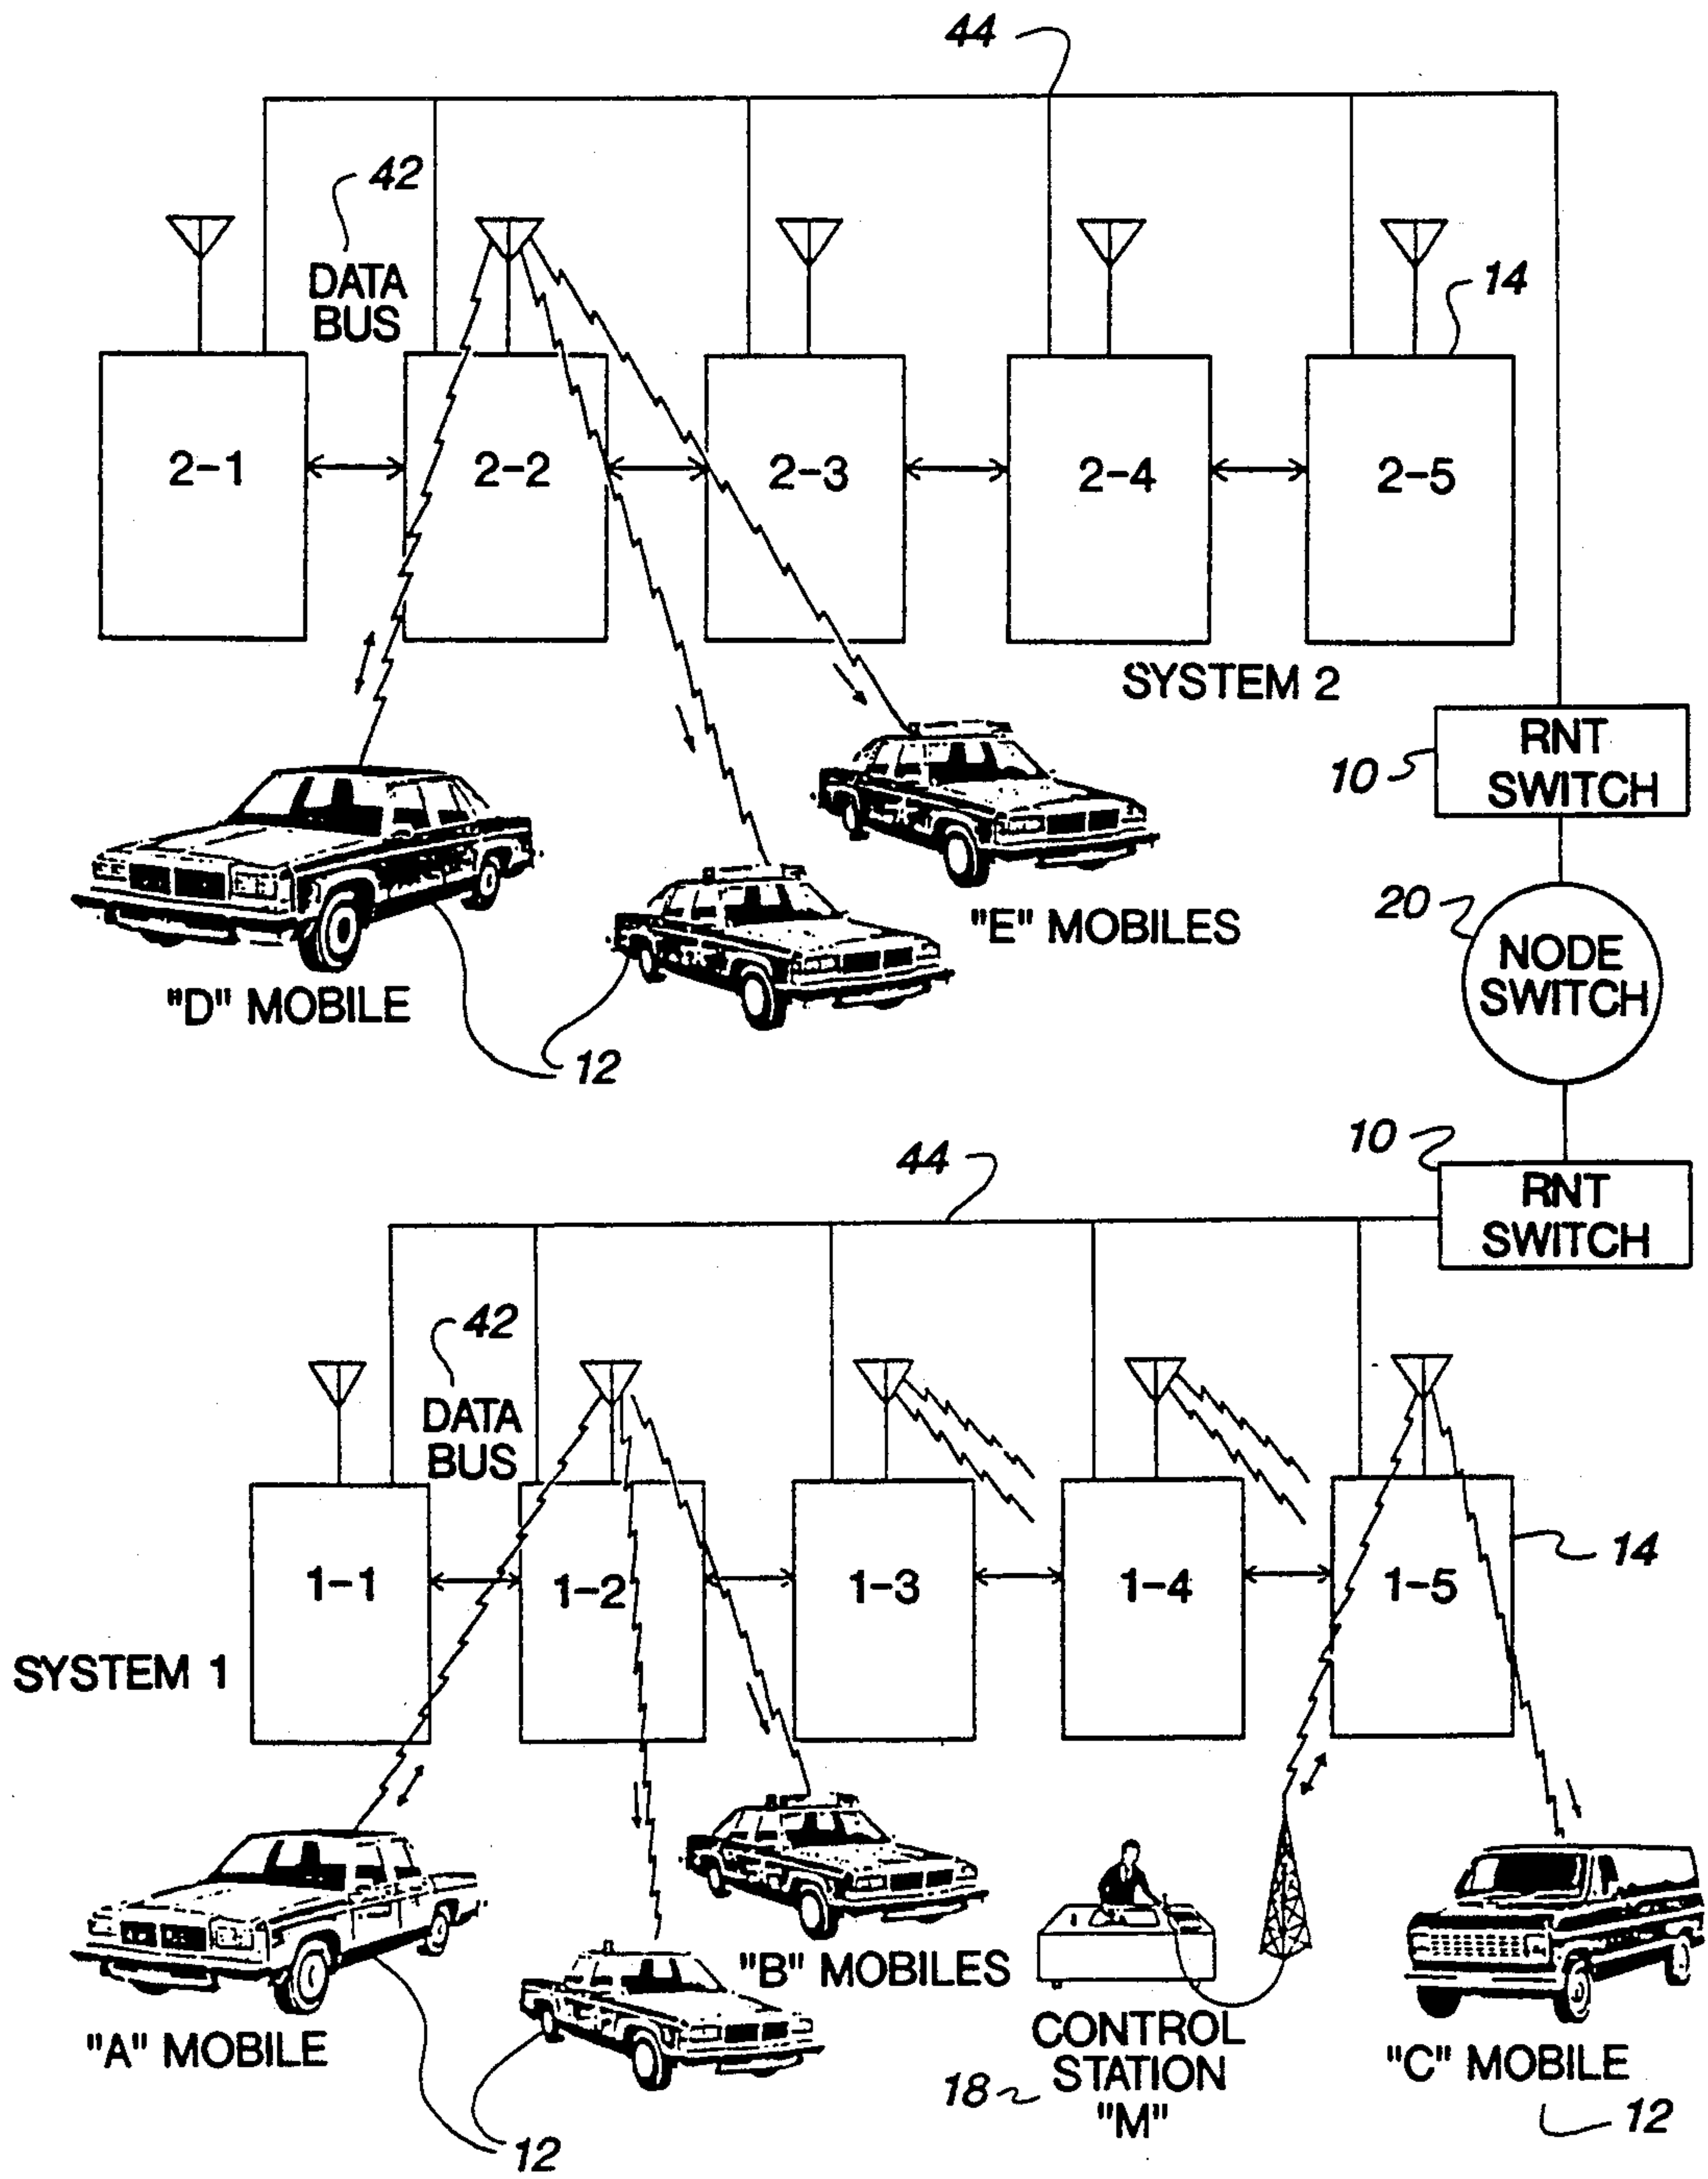 44
42
DATA
BUS
14
2-1
2-2
2-3
2-4
2-5
SYSTEM 2
10
RNT
SWITCH
20
NODE
SWITCH
"E" MOBILES
"D" MOBILE
12
10
RNT
SWITCH
44
42
DATA
BUS
1-1
1-2
1-3
1-4
1-5
14
SYSTEM 1
"B" MOBILES
"A" MOBILE
CONTROL
STATION
"M"
18
"C" MOBILE
12
12